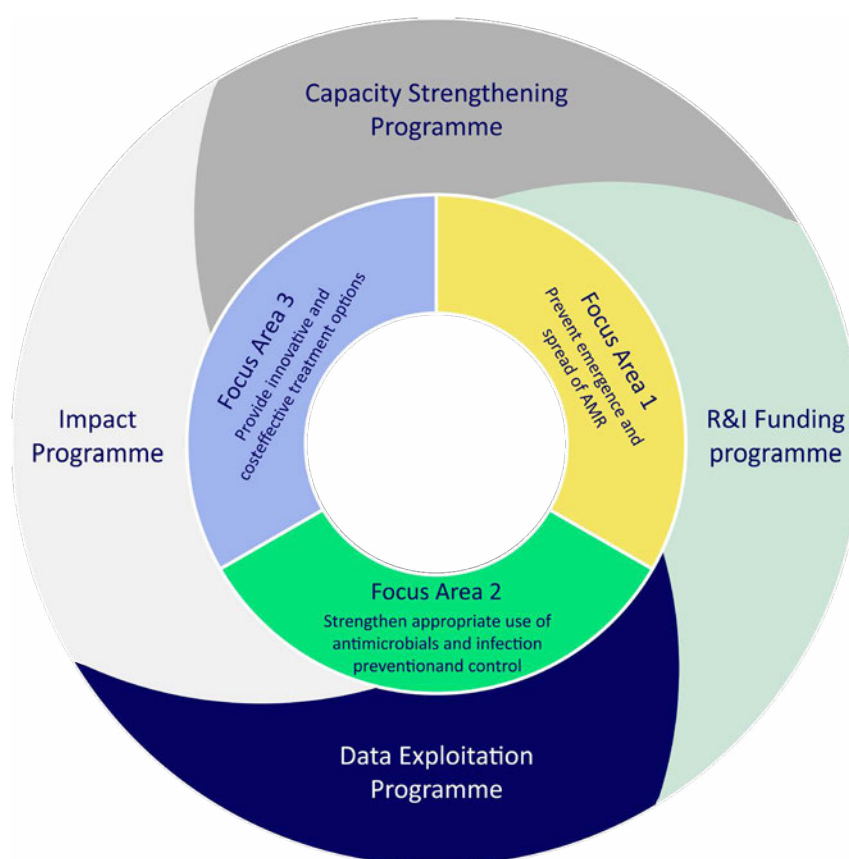 Capacity Strengthening
Programme
Focus Area 3
Provide innovative and
costeffective treatment options
Focus Area 1
Prevent emergence and
spread of AMR
Impact
Programme
R&I Funding
programme
Focus Area 2
Strengthen appropriate use of
antimicrobials and infection
preventionand control
Data Exploitation
Programme